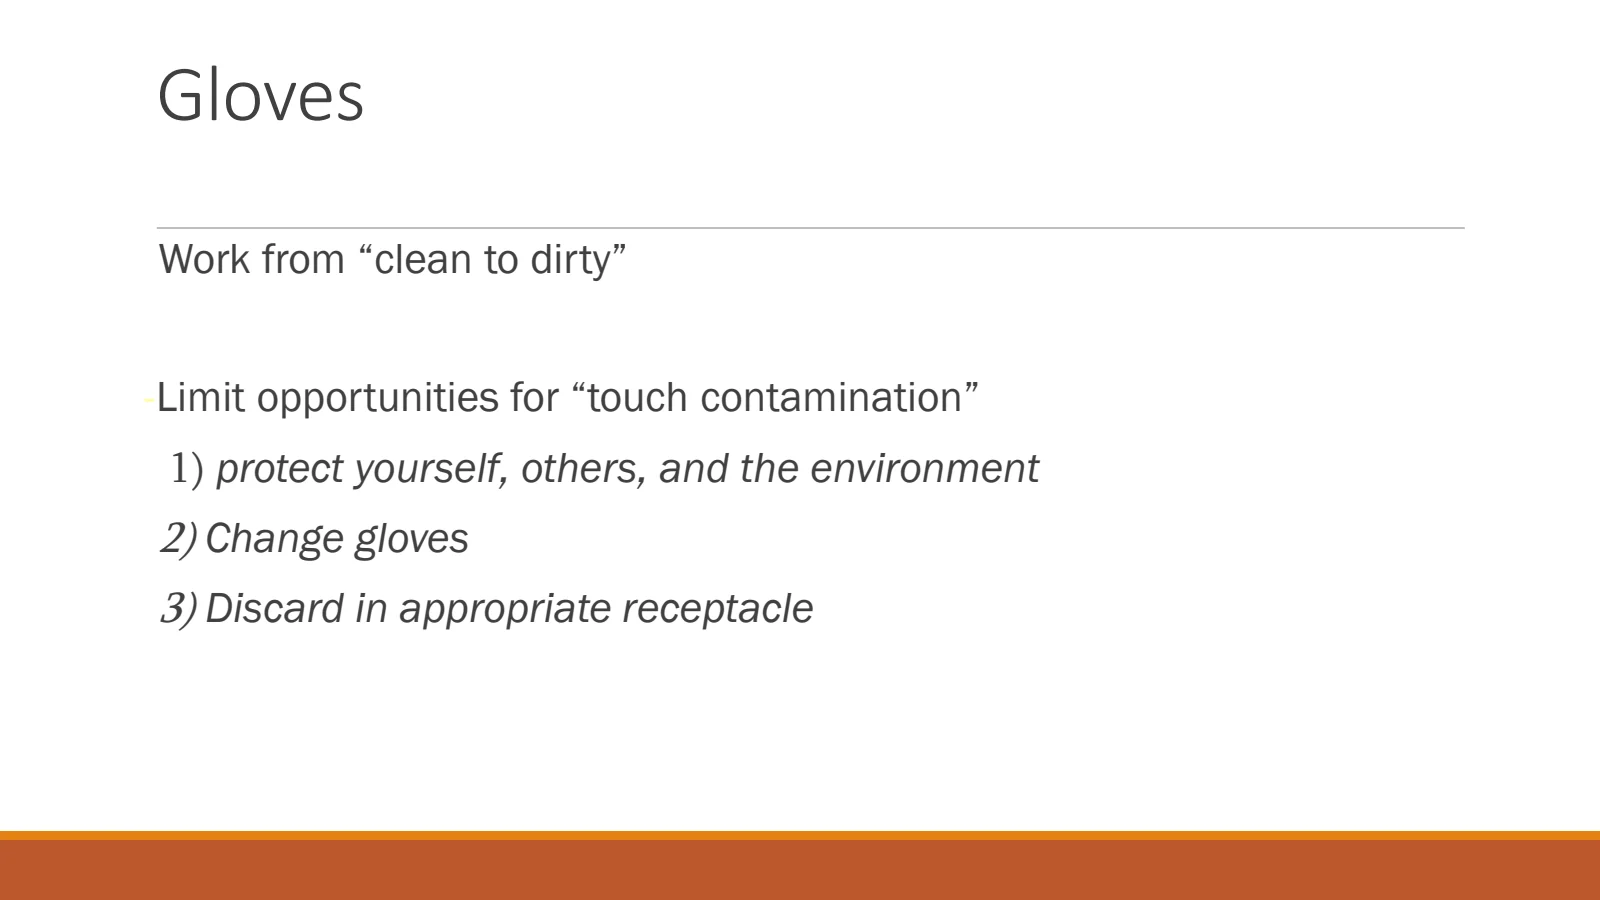 Gloves
Work from “clean to dirty”
-Limit opportunities for “touch contamination”
1) protect yourself, others, and the environment
2) Change gloves
3) Discard in appropriate receptacle